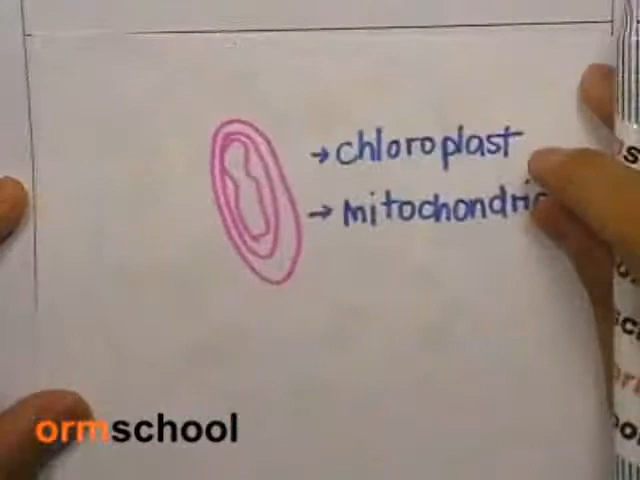 → chloroplast
→ mitochondri
ormschool